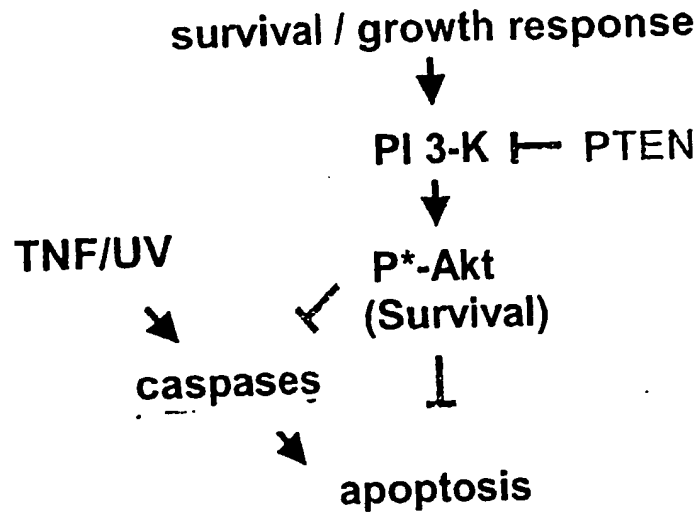 survival / growth response
PI 3-K PTEN
TNF/UV
P*-Akt
(Survival)
caspases
apoptosis